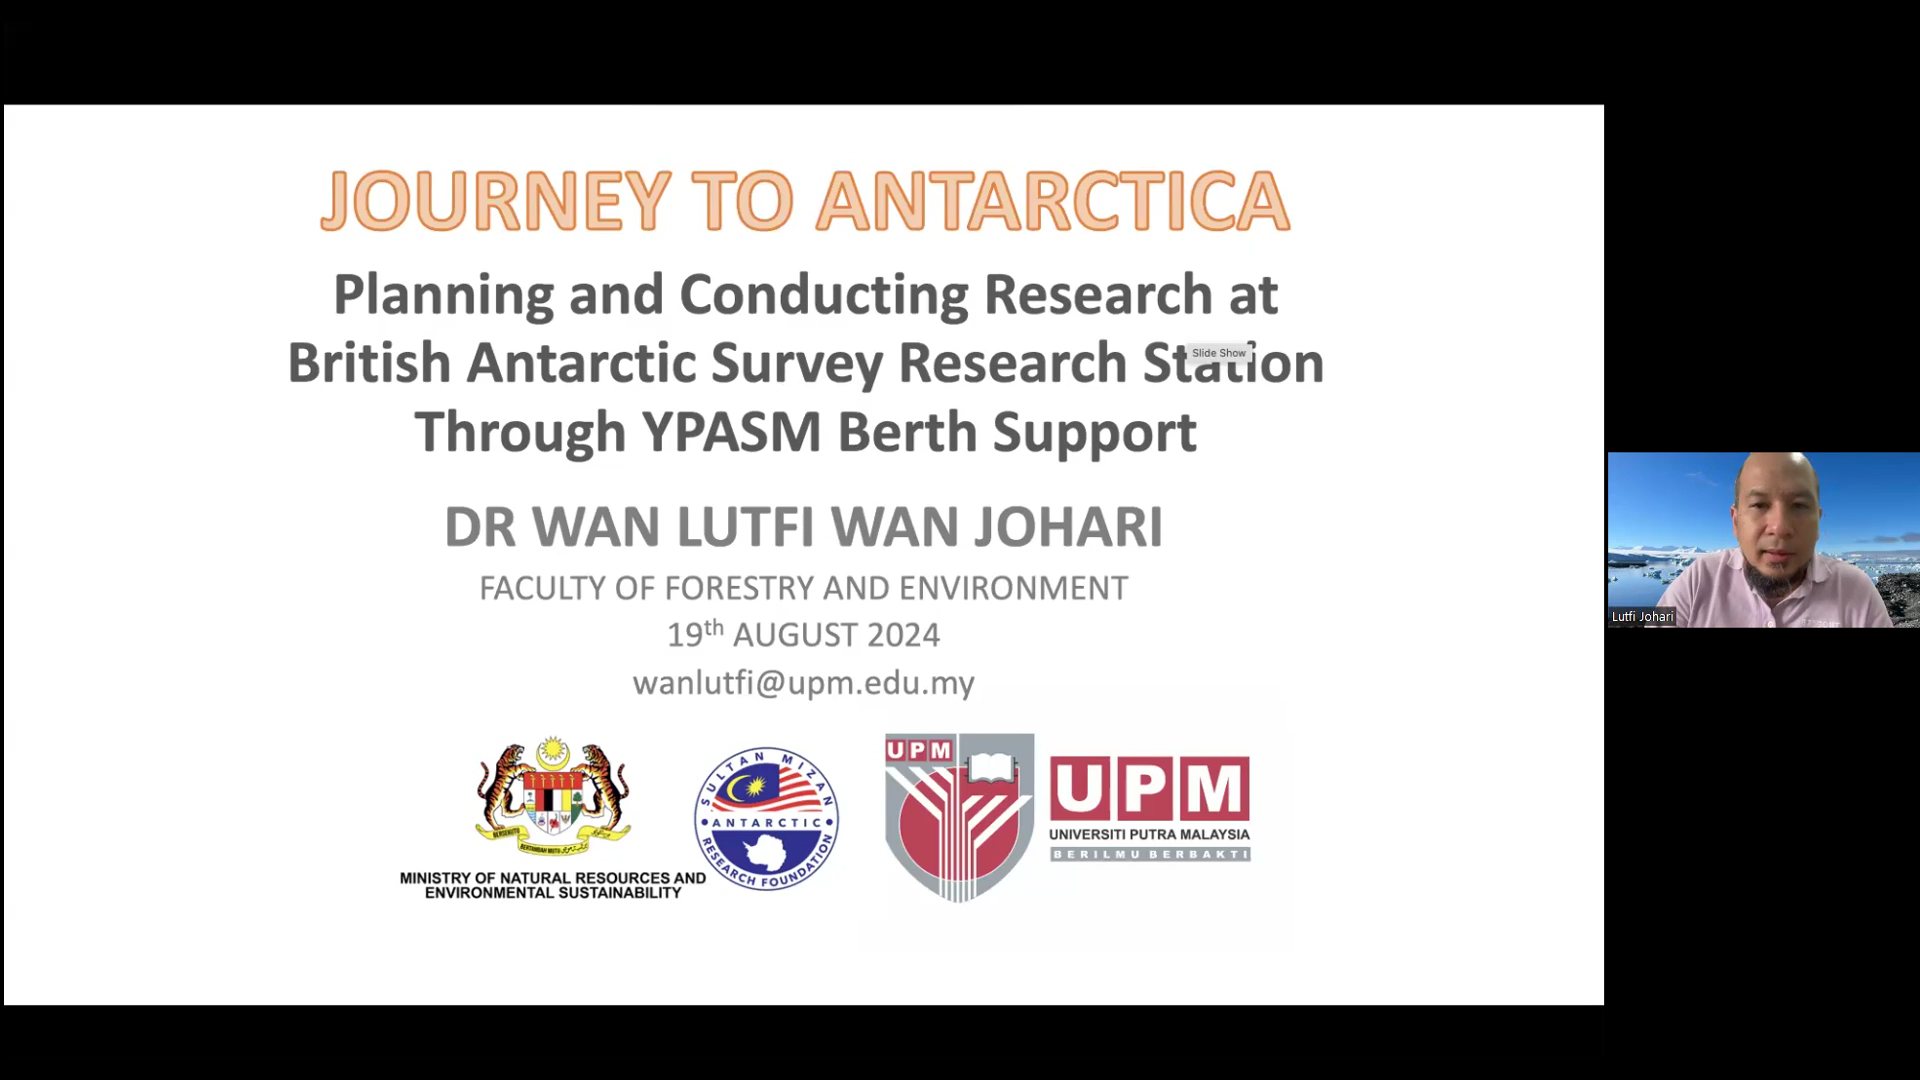 JOURNEY TO ANTARCTICA
Planning and Conducting Research at
British Antarctic Survey Research Station
Slide Show
Through YPASM Berth Support
DR WAN LUTFI WAN JOHARI
FACULTY OF FORESTRY AND ENVIRONMENT
19th AUGUST 2024
wanlutfi@upm.edu.my
Lutfi Johari
BERSEKUTU
BERTAMBAH MUTU
MINISTRY OF NATURAL RESOURCES AND
ENVIRONMENTAL SUSTAINABILITY
SULTAN MIZAN
•ANTARCTIC•
RESEARCH FOUNDATION
UPM
UPM
UNIVERSITI PUTRA MALAYSIA
BERILMU BERBAKTI